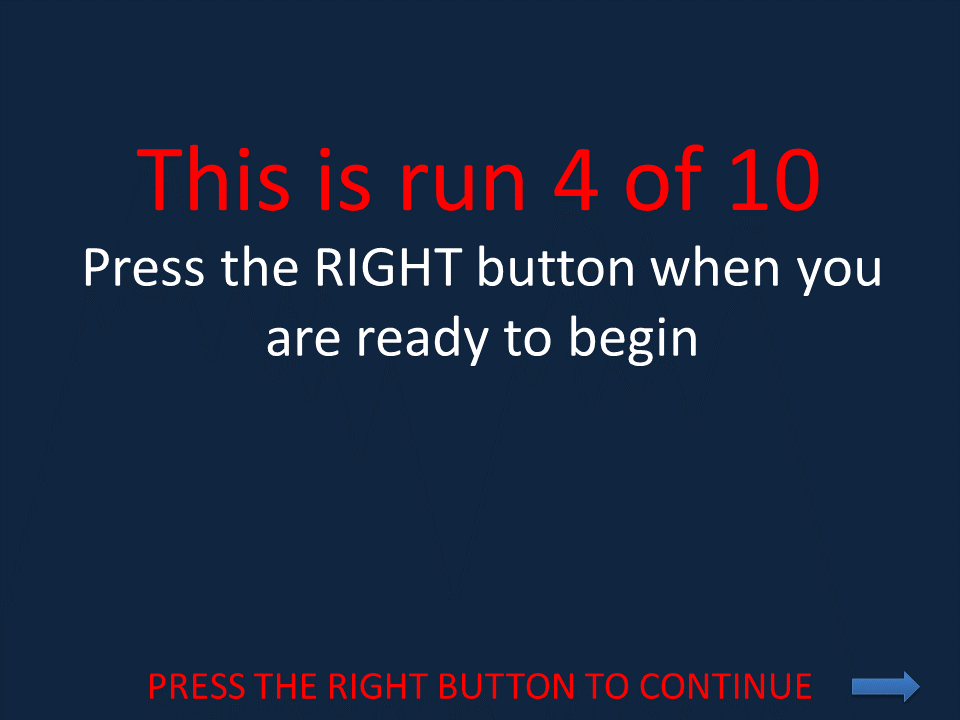 This is run 4 of 10
Press the RIGHT button when you
are ready to begin
PRESS THE RIGHT BUTTON TO CONTINUE